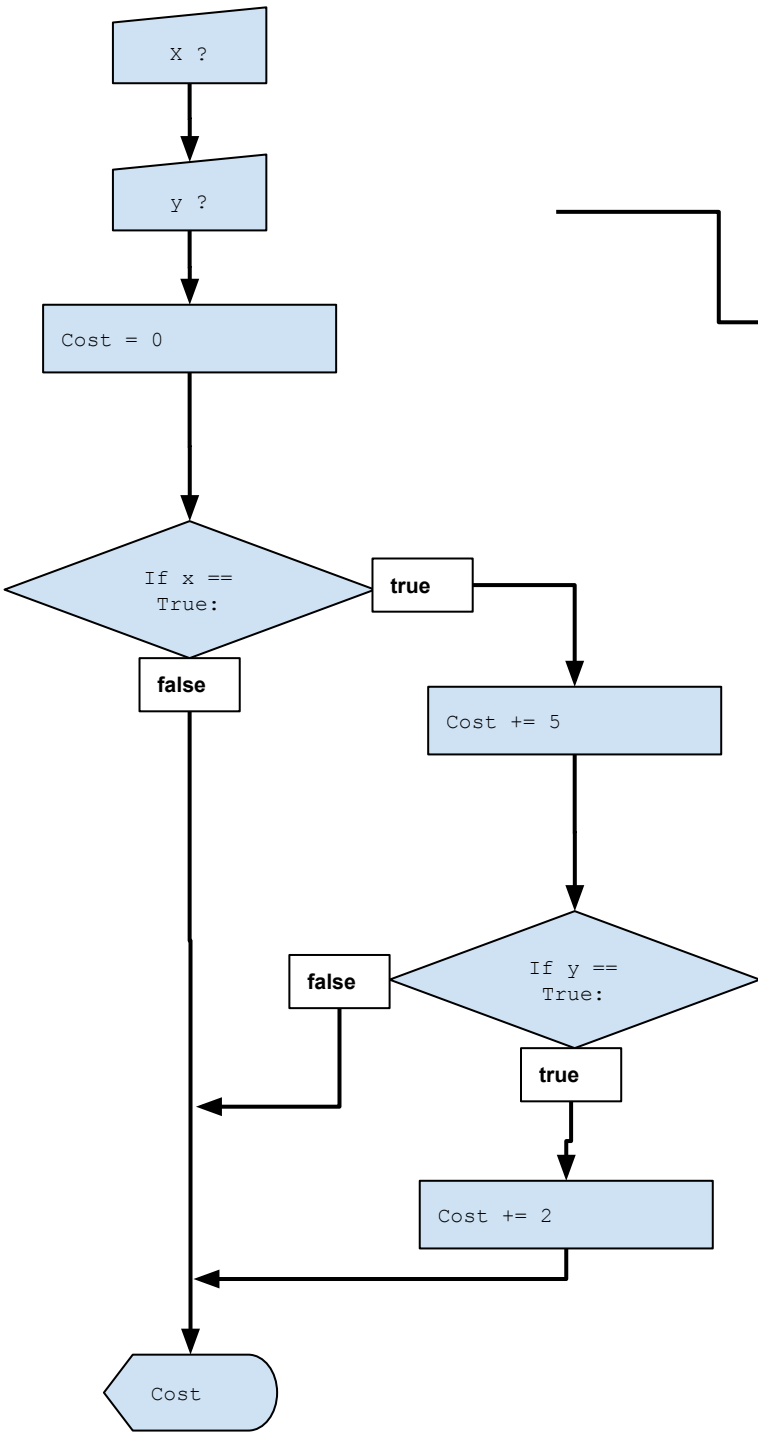 X ?
y ?
Cost = 0
If x ==
True:
true
false
Cost += 5
If y ==
True:
false
true
Cost += 2
Cost